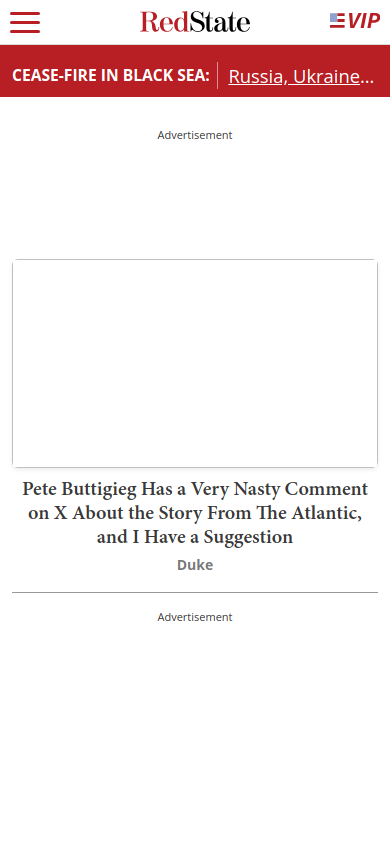 RedState
VIP
CEASE-FIRE IN BLACK SEA:
Russia, Ukraine...
Advertisement
Pete Buttigieg Has a Very Nasty Comment
on X About the Story From The Atlantic,
and I Have a Suggestion
Duke
Advertisement